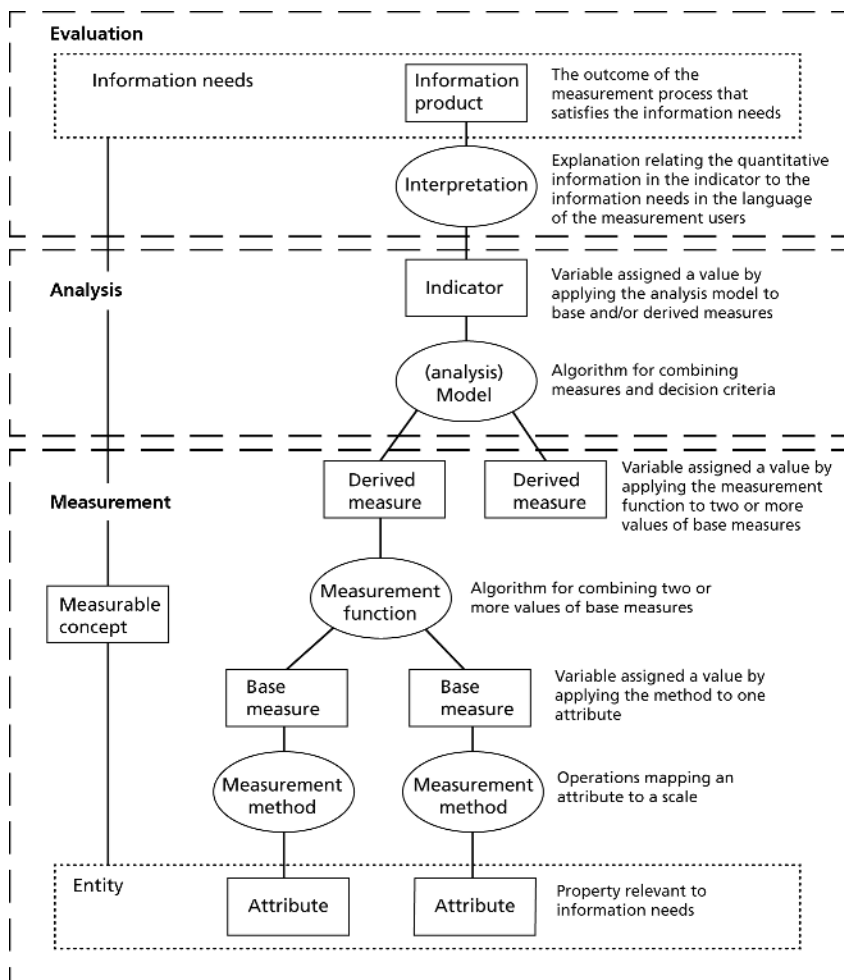 Evaluation
Information needs
Information
product
The outcome of the
measurement process that
satisfies the information needs
Interpretation
Explanation relating the quantitative
information in the indicator to the
information needs in the language
of the measurement users
Analysis
Indicator
Variable assigned a value by
applying the analysis model to
base and/or derived measures
(analysis)
Model
Algorithm for combining
measures and decision criteria
Measurement
Derived
measure
Derived
measure
Variable assigned a value by
applying the measurement
function to two or more
values of base measures
Measurable
concept
Measurement
function
Algorithm for combining two or
more values of base measures
Base
measure
Base
measure
Variable assigned a value by
applying the method to one
attribute
Measurement
method
Measurement
method
Operations mapping an
attribute to a scale
Entity
Attribute
Attribute
Property relevant to
information needs